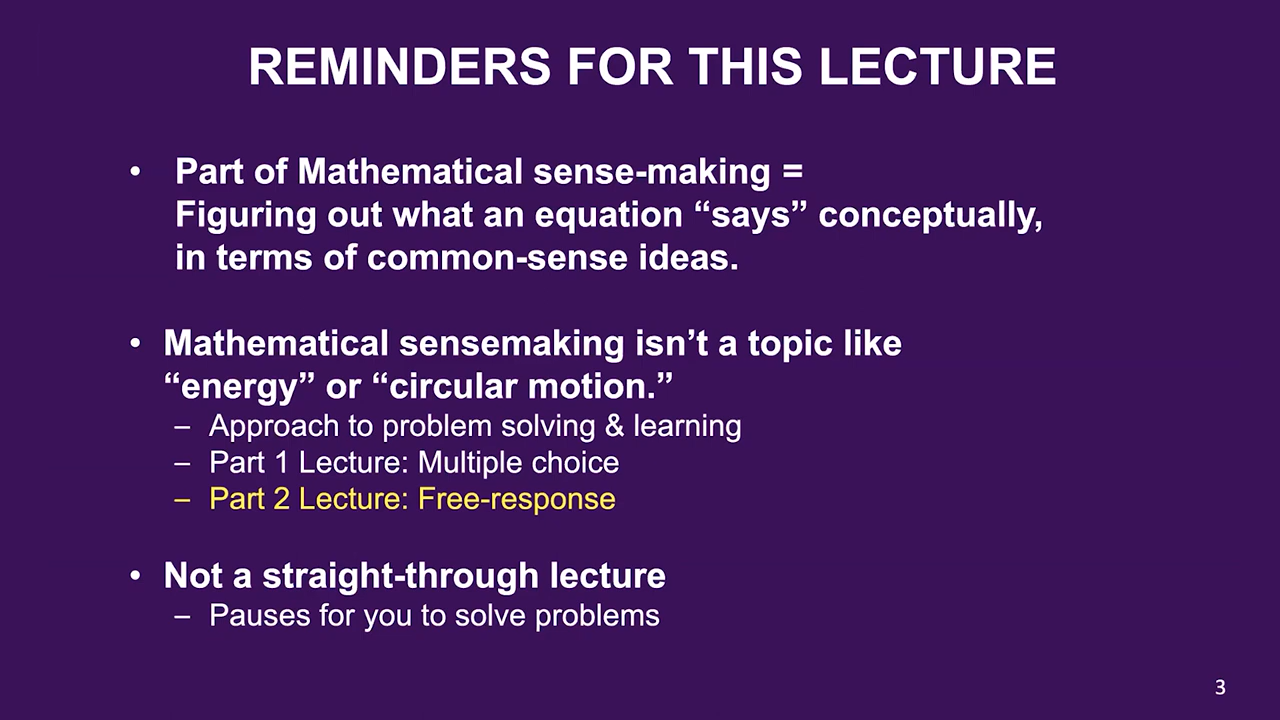 REMINDERS FOR THIS LECTURE
• Part of Mathematical sense-making =
Figuring out what an equation “says” conceptually,
in terms of common-sense ideas.
• Mathematical sensemaking isn’t a topic like
“energy” or “circular motion.”
– Approach to problem solving & learning
– Part 1 Lecture: Multiple choice
– Part 2 Lecture: Free-response
• Not a straight-through lecture
– Pauses for you to solve problems
3